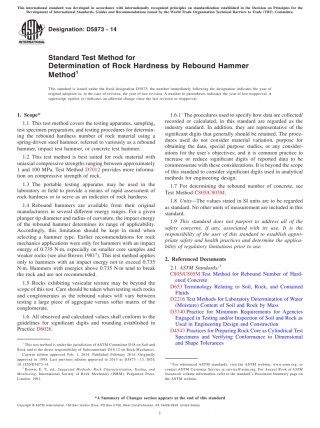 This international standard was developed in accordance with internationally recognized principles on standardization established in the Decision on Principles for the
Development of International Standards, Guides and Recommendations issued by the World Trade Organization Technical Barriers to Trade (TBT) Committee.
Designation: D5873 − 14
INTERNATIONAL
Standard Test Method for
Determination of Rock Hardness by Rebound Hammer
Method¹
This standard is issued under the fixed designation D5873; the number immediately following the designation indicates the year of
original adoption or, in the case of revision, the year of last revision. A number in parentheses indicates the year of last reapproval. A
superscript epsilon (ε) indicates an editorial change since the last revision or reapproval.
1. Scope*
1.1 This test method covers the testing apparatus, sampling,
test specimen preparation, and testing procedures for determin-
ing the rebound hardness number of rock material using a
spring-driven steel hammer, referred to variously as a rebound
hammer, impact test hammer, or concrete test hammer.
1.2 This test method is best suited for rock material with
uniaxial compressive strengths ranging between approximately
1 and 100 MPa. Test Method D7012 provides more informa-
tion on compressive strength of rock.
1.3 The portable testing apparatus may be used in the
laboratory or field to provide a means of rapid assessment of
rock hardness or to serve as an indicator of rock hardness.
1.4 Rebound hammers are available from their original
manufacturers in several different energy ranges. For a given
plunger tip diameter and radius of curvature, the impact energy
of the rebound hammer determines its range of applicability.
Accordingly, this limitation should be kept in mind when
selecting a hammer type. Earlier recommendations for rock
mechanics applications were only for hammers with an impact
energy of 0.735 N.m, especially on smaller core samples and
weaker rocks (see also Brown 1981²). This test method applies
only to hammers with an impact energy not to exceed 0.735
N·m. Hammers with energies above 0.735 N·m tend to break
the rock and are not recommended.
1.5 Rocks exhibiting vesicular texture may be beyond the
scope of this test. Care should be taken when testing such rocks
and conglomerates as the rebound values will vary between
testing a large piece of aggregate versus softer matrix of the
conglomerate.
1.6 All observed and calculated values shall conform to the
guidelines for significant digits and rounding established in
Practice D6026.
¹ This test method is under the jurisdiction of ASTM Committee D18 on Soil and
Rock and is the direct responsibility of Subcommittee D18.12 on Rock Mechanics.
Current edition approved Feb. 1, 2014. Published February 2014. Originally
approved in 1995. Last previous edition approved in 2013 as D5873 – 13. DOI:
10.1520/D5873-14.
² Brown, E. T., ed., Suggested Methods: Rock Characterization Testing, and
Monitoring, International Society of Rock Mechanics (ISRM) Pergamon Press,
London, 1981.
1.6.1 The procedures used to specify how data are collected/
recorded or calculated, in this standard are regarded as the
industry standard. In addition, they are representative of the
significant digits that generally should be retained. The proce-
dures used do not consider material variation, purpose for
obtaining the data, special purpose studies, or any consider-
ations for the user's objectives; and it is common practice to
increase or reduce significant digits of reported data to be
commensurate with these considerations. It is beyond the scope
of this standard to consider significant digits used in analytical
methods for engineering design.
1.7 For determining the rebound number of concrete, see
Test Method C805/C805M.
1.8 Units—The values stated in SI units are to be regarded
as standard. No other units of measurement are included in this
standard.
1.9 This standard does not purport to address all of the
safety concerns, if any, associated with its use. It is the
responsibility of the user of this standard to establish appro-
priate safety and health practices and determine the applica-
bility of regulatory limitations prior to use.
2. Referenced Documents
2.1 ASTM Standards:³
C805/C805M Test Method for Rebound Number of Hard-
ened Concrete
D653 Terminology Relating to Soil, Rock, and Contained
Fluids
D2216 Test Methods for Laboratory Determination of Water
(Moisture) Content of Soil and Rock by Mass
D3740 Practice for Minimum Requirements for Agencies
Engaged in Testing and/or Inspection of Soil and Rock as
Used in Engineering Design and Construction
D4543 Practices for Preparing Rock Core as Cylindrical Test
Specimens and Verifying Conformance to Dimensional
and Shape Tolerances
³ For referenced ASTM standards, visit the ASTM website, www.astm.org, or
contact ASTM Customer Service at service@astm.org. For Annual Book of ASTM
Standards volume information, refer to the standard's Document Summary page on
the ASTM website.
*A Summary of Changes section appears at the end of this standard
Copyright © ASTM International, 100 Barr Harbor Drive, PO Box C700, West Conshohocken, PA 19428-2959. United States
1